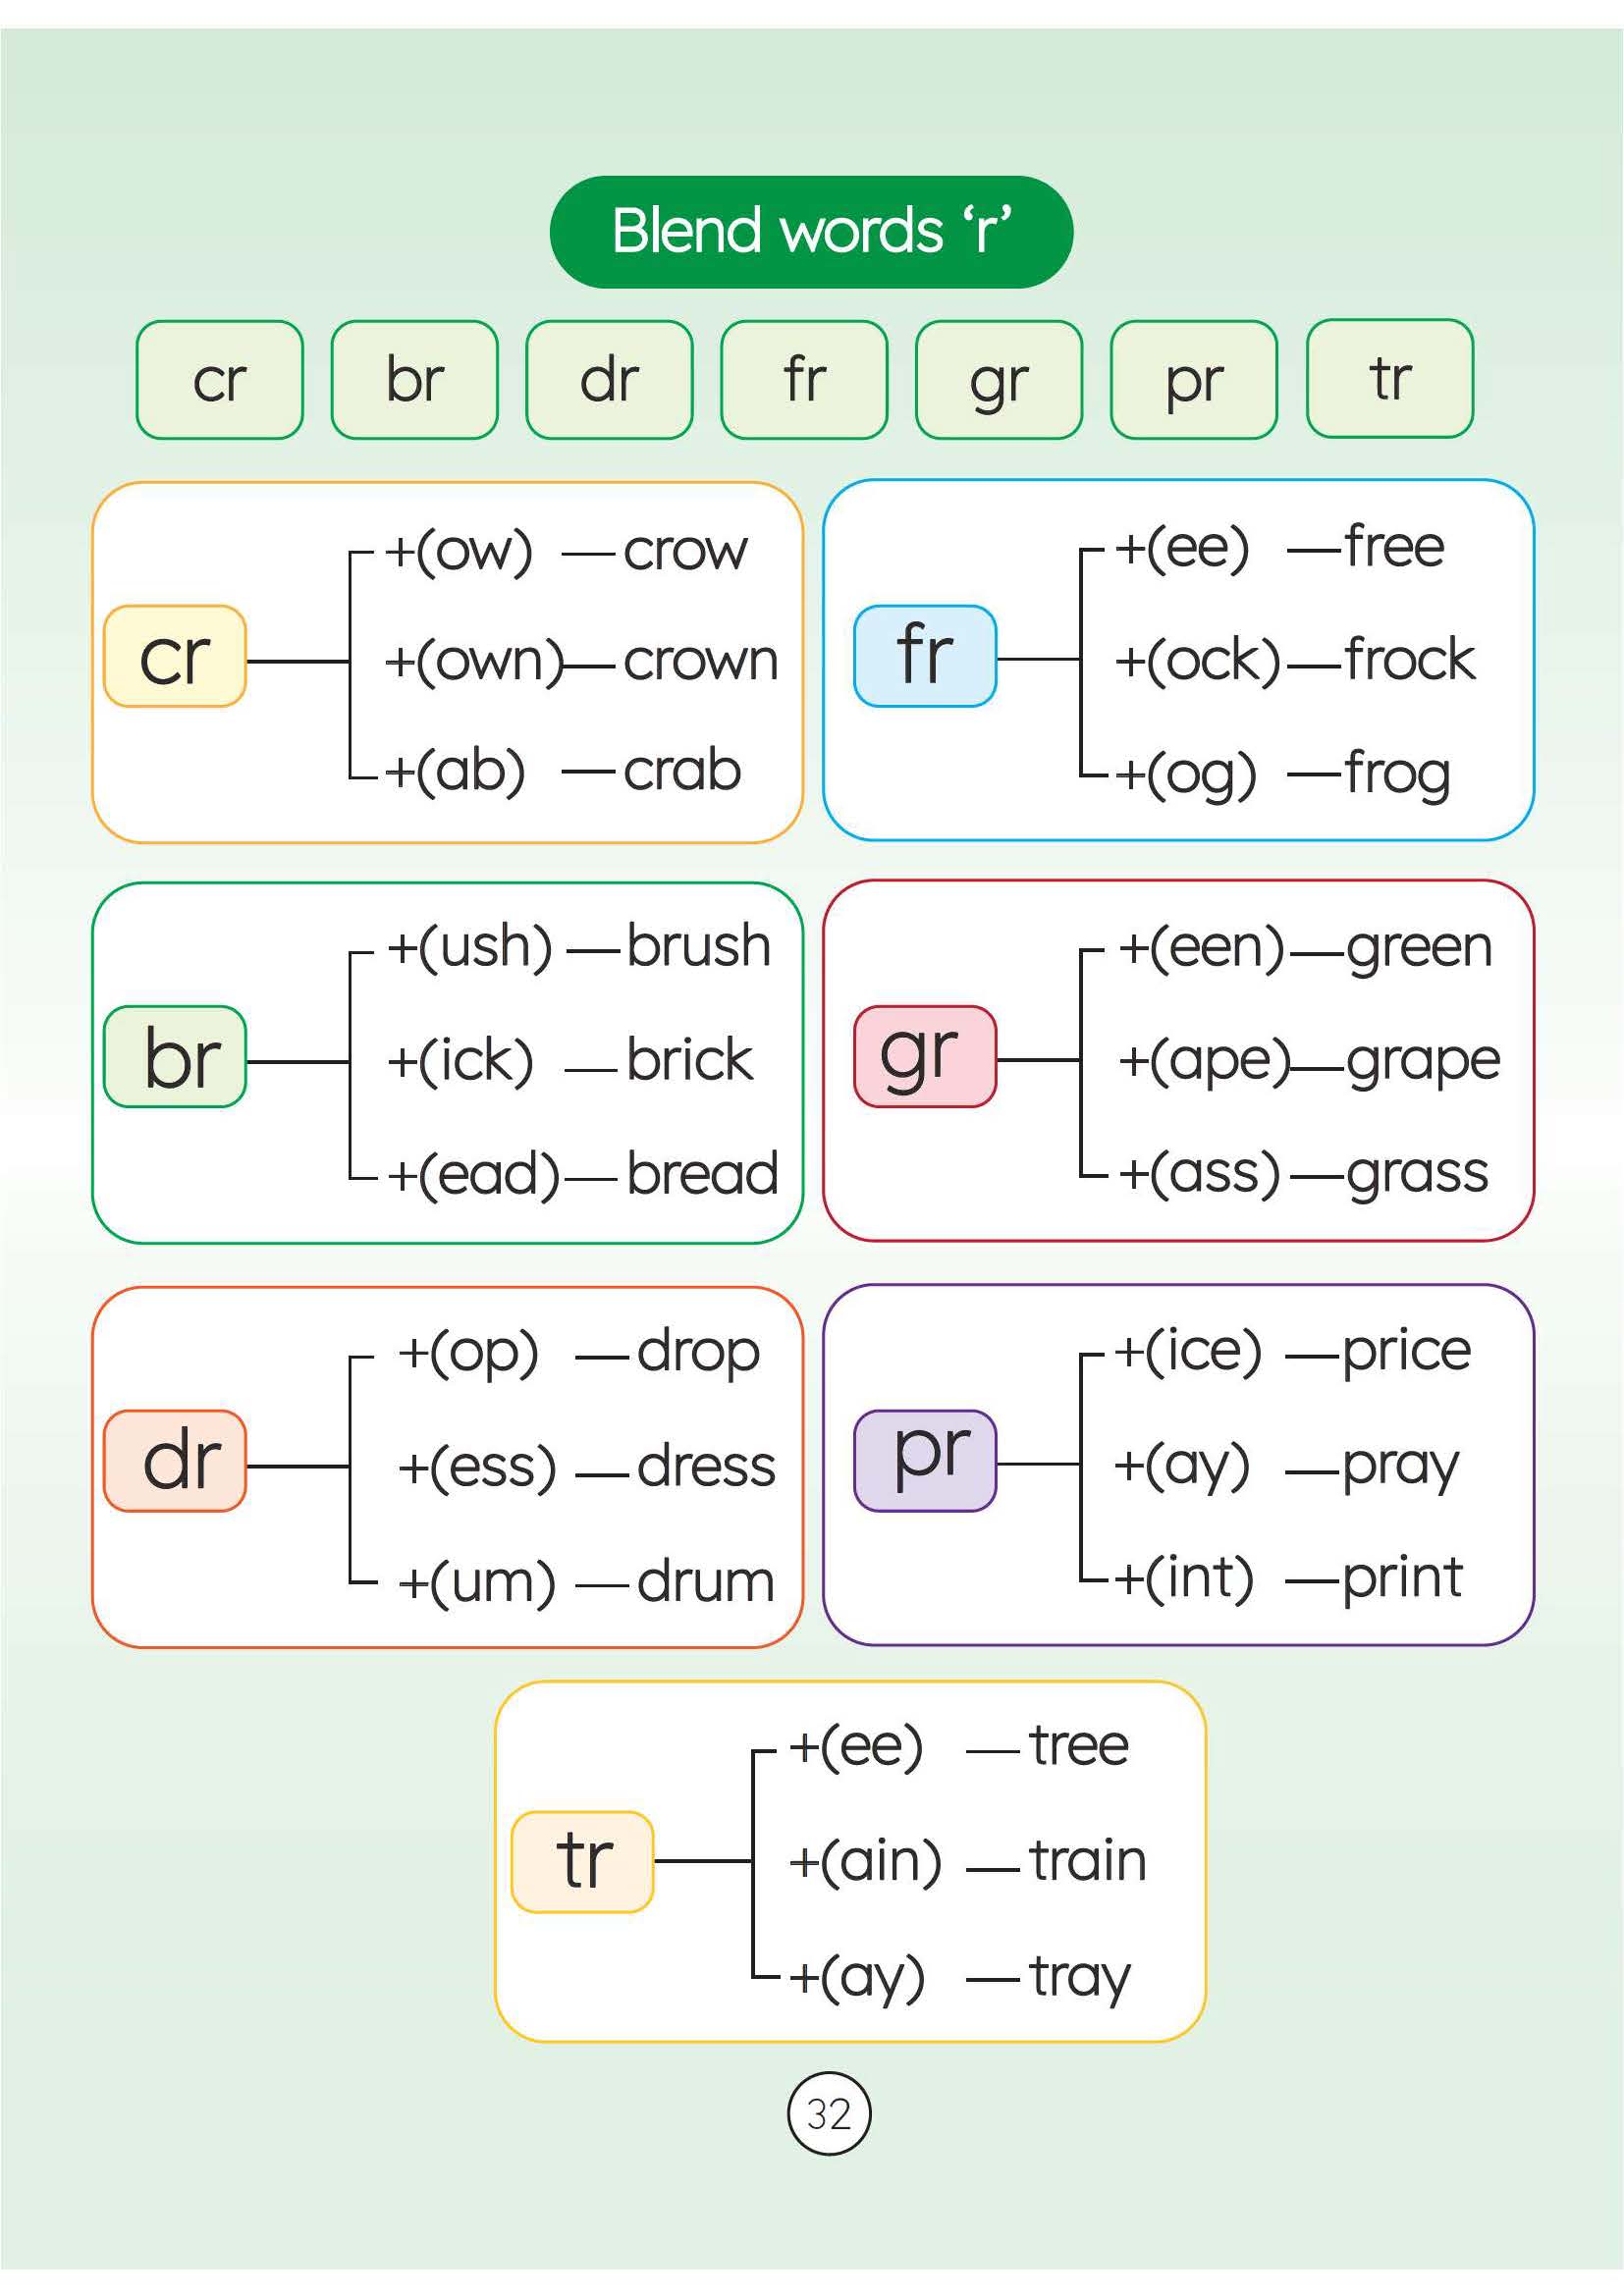 Blend words ‘r’
cr br dr fr gr pr tr
cr
+(ow) — crow
+(own) — crown
+(ab) — crab
fr
+(ee) — free
+(ock) — frock
+(og) — frog
br
+(ush) — brush
+(ick) — brick
+(ead) — bread
gr
+(een) — green
+(ape) — grape
+(ass) — grass
dr
+(op) — drop
+(ess) — dress
+(um) — drum
pr
+(ice) — price
+(ay) — pray
+(int) — print
tr
+(ee) — tree
+(ain) — train
+(ay) — tray
32